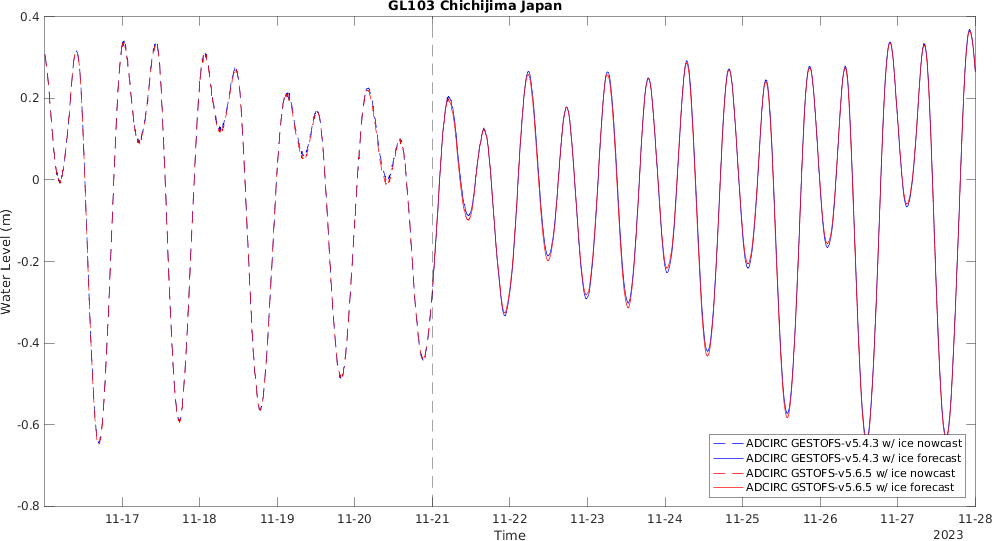 GL103 Chichijima Japan
Water Level (m)
0.4
0.2
0
-0.2
-0.4
-0.6
-0.8
ADCIRC GESTOFS-v5.4.3 w/ ice nowcast
ADCIRC GESTOFS-v5.4.3 w/ ice forecast
ADCIRC GSTOFS-v5.6.5 w/ ice nowcast
ADCIRC GSTOFS-v5.6.5 w/ ice forecast
11-17 11-18 11-19 11-20 11-21 11-22 11-23 11-24 11-25 11-26 11-27 11-28
Time
2023